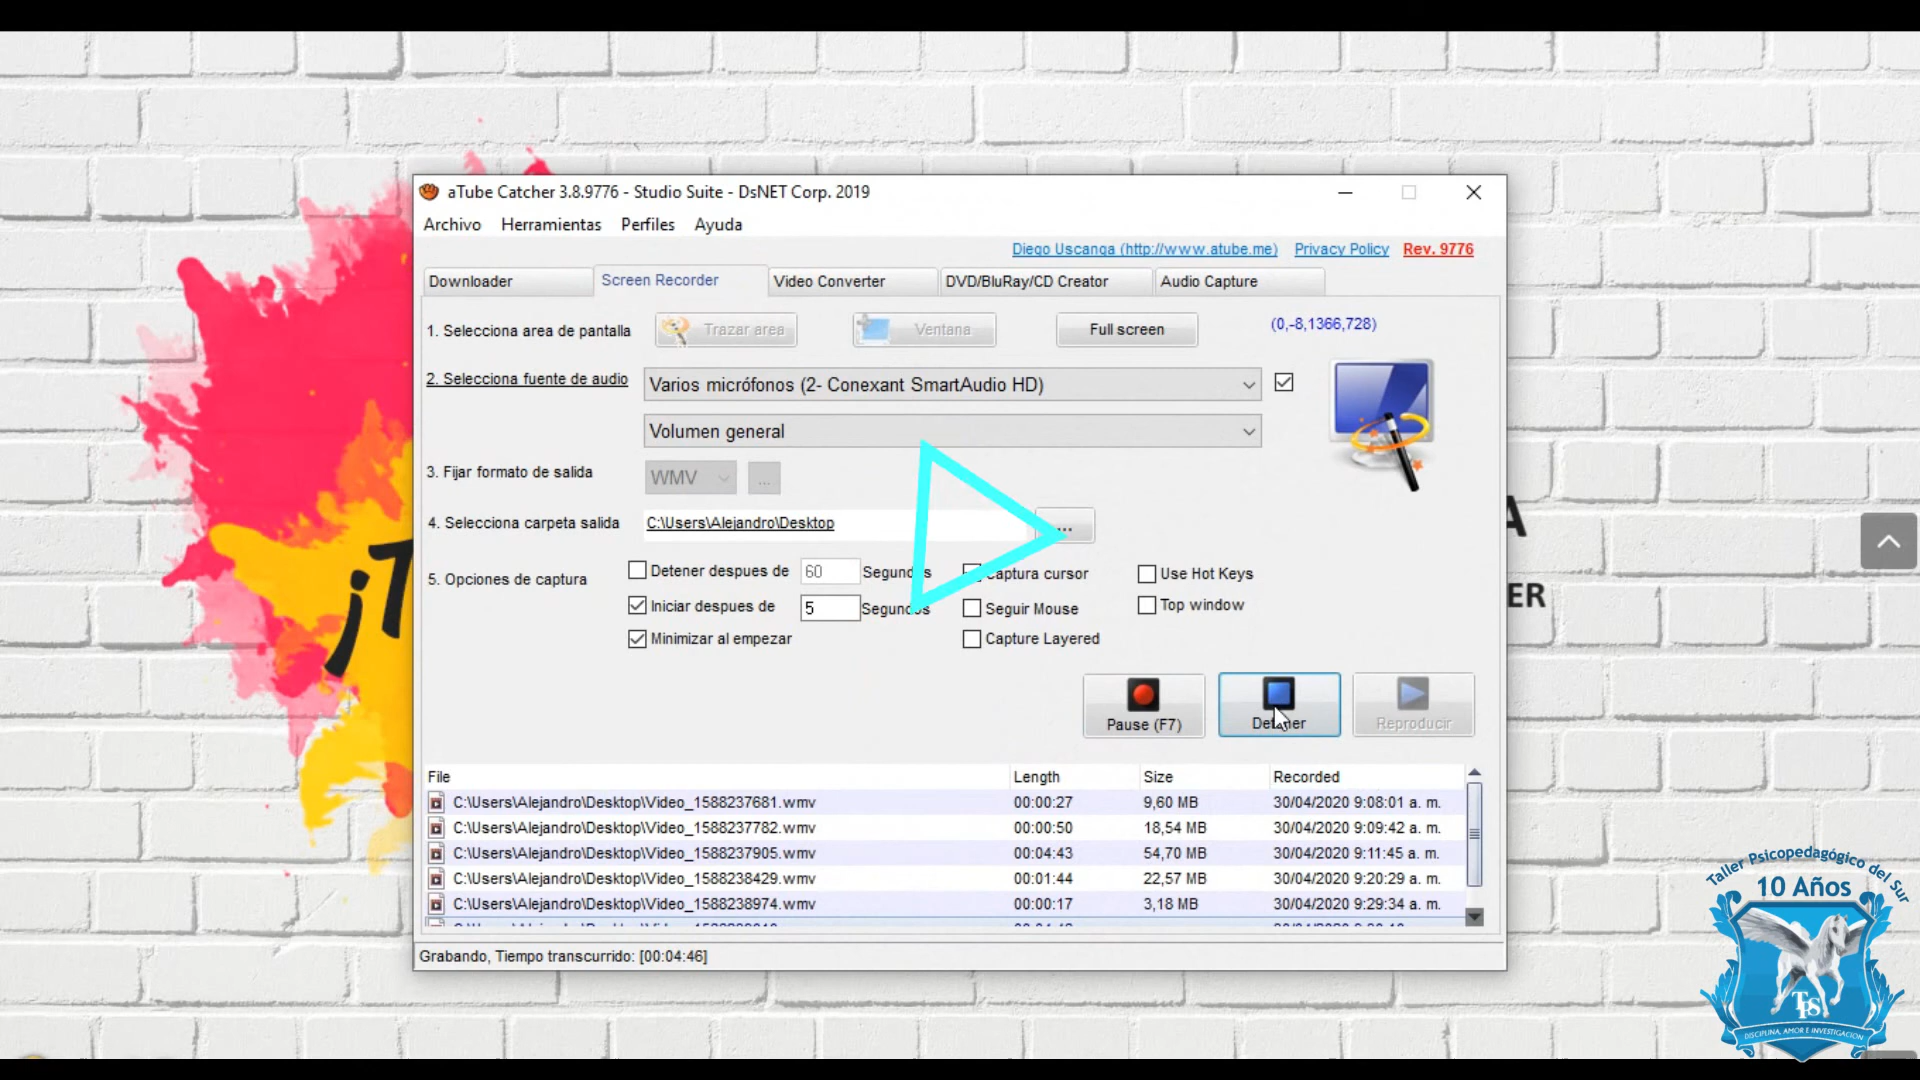 aTube Catcher 3.8.9776 - Studio Suite - DsNET Corp. 2019
Archivo Herramientas Perfiles Ayuda
Diego Uscanga (http://www.atube.me) Privacy Policy Rev. 9776
Downloader Screen Recorder Video Converter DVD/BluRay/CD Creator Audio Capture
1. Selecciona area de pantalla Trazar area Ventana Full screen (0,-8,1366,728)
2. Selecciona fuente de audio Varios micrófonos (2- Conexant SmartAudio HD)
Volumen general
3. Fijar formato de salida WMV ...
4. Selecciona carpeta salida C:\Users\Alejandro\Desktop ...
5. Opciones de captura
Detener despues de 60 Segundos Captura cursor Use Hot Keys
Iniciar despues de 5 Segundos Seguir Mouse Top window
Minimizar al empezar Capture Layered
Pause (F7) Detener Reproducir
File Length Size Recorded
C:\Users\Alejandro\Desktop\Video_1588237681.wmv 00:00:27 9,60 MB 30/04/2020 9:08:01 a. m.
C:\Users\Alejandro\Desktop\Video_1588237782.wmv 00:00:50 18,54 MB 30/04/2020 9:09:42 a. m.
C:\Users\Alejandro\Desktop\Video_1588237905.wmv 00:04:43 54,70 MB 30/04/2020 9:11:45 a. m.
C:\Users\Alejandro\Desktop\Video_1588238429.wmv 00:01:44 22,57 MB 30/04/2020 9:20:29 a. m.
C:\Users\Alejandro\Desktop\Video_1588238974.wmv 00:00:17 3,18 MB 30/04/2020 9:29:34 a. m.
Grabando, Tiempo transcurrido: [00:04:46]
¡T
A
ER
Taller Psicopedagógico del Sur
10 Años
TPS
DISCIPLINA, AMOR E INVESTIGACION